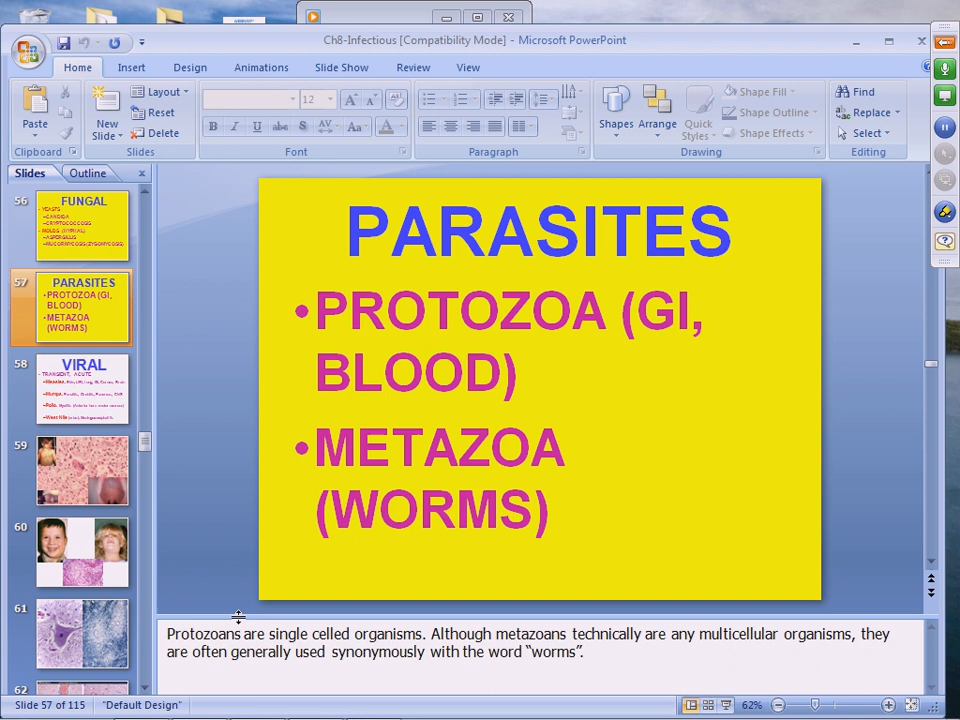 Ch8-Infectious [Compatibility Mode] - Microsoft PowerPoint
Home Insert Design Animations Slide Show Review View
Paste
New Slide
Layout
Reset
Delete
12
B I U abc S AV Aa A
Shapes Arrange Quick Styles
Shape Fill
Shape Outline
Shape Effects
Find
Replace
Select
Clipboard Slides Font Paragraph Drawing Editing
Slides Outline x
56
FUNGAL
57
PARASITES
•PROTOZOA (GI,
BLOOD)
•METAZOA
(WORMS)
58
VIRAL
59
60
61
62
PARASITES
•PROTOZOA (GI,
BLOOD)
•METAZOA
(WORMS)
Protozoans are single celled organisms. Although metazoans technically are any multicellular organisms, they
are often generally used synonymously with the word “worms”.
Slide 57 of 115 "Default Design" 62%